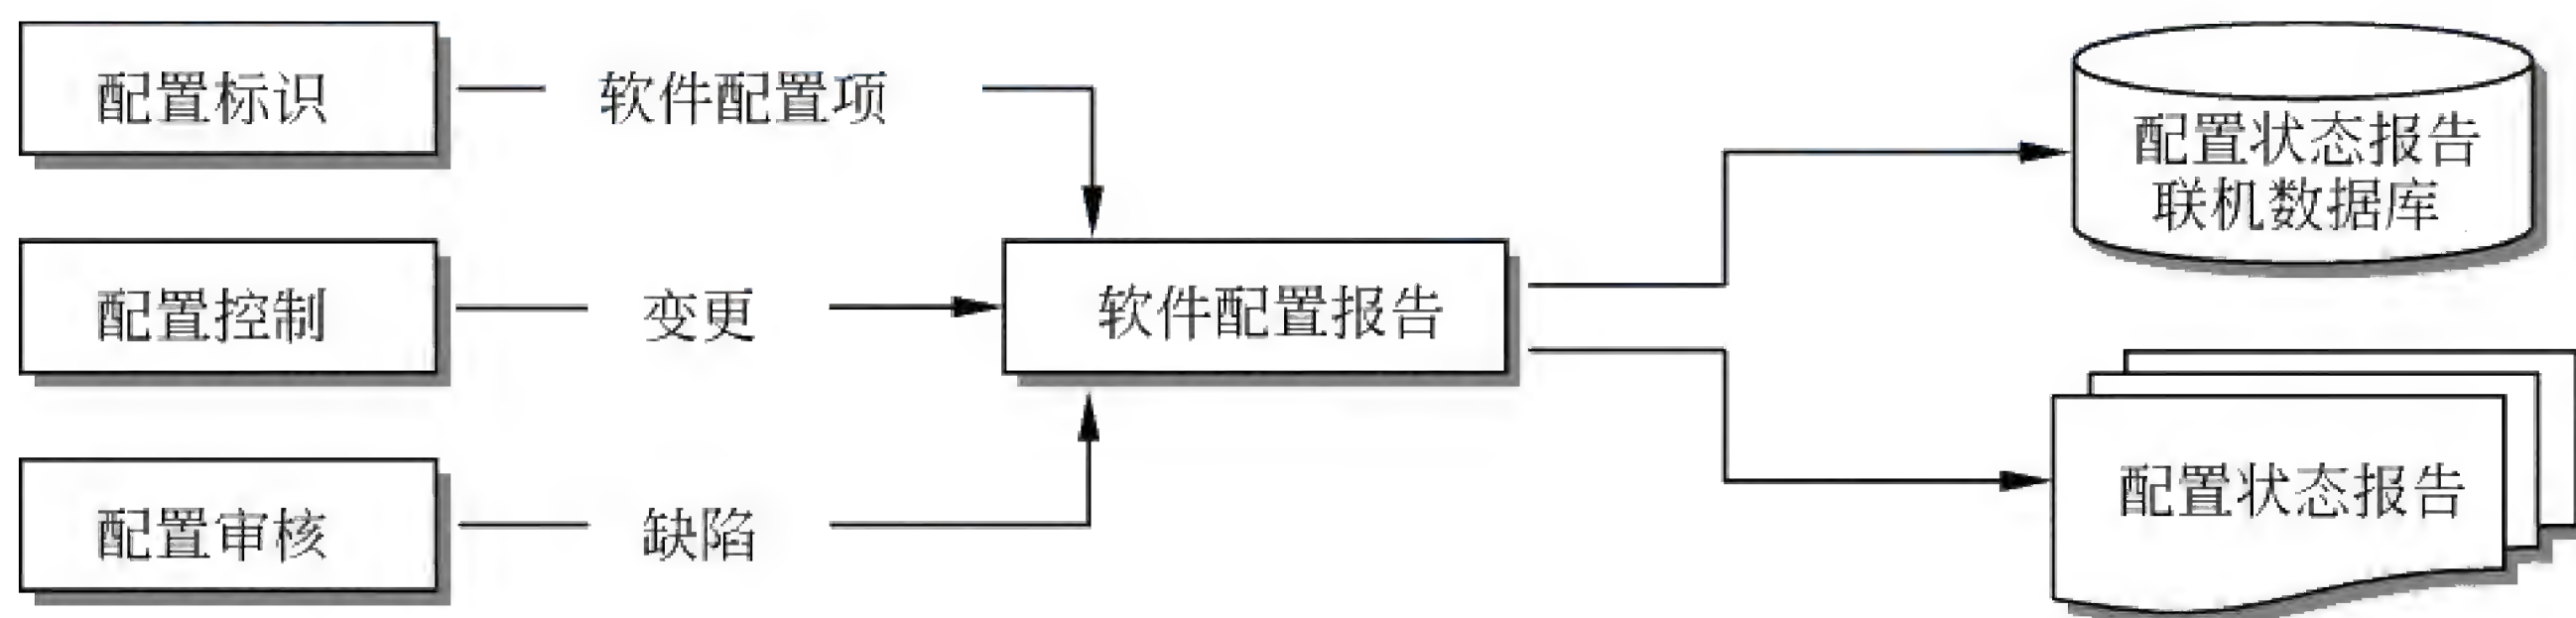 配置标识
软件配置项
配置状态报告
联机数据库
配置控制
变更
软件配置报告
配置审核
缺陷
配置状态报告